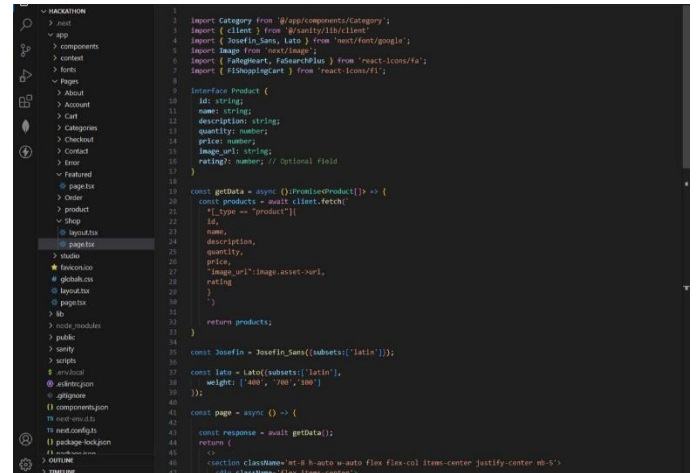 HACKATHON
.next
app
components
context
fonts
Pages
About
Account
Cart
Categories
Checkout
Contact
Error
Featured
page.tsx
Order
product
Shop
layout.tsx
page.tsx
studio
favicon.ico
globals.css
layout.tsx
page.tsx
lib
node_modules
public
sanity
scripts
.env.local
.eslintrc.json
.gitignore
components.json
next-env.d.ts
next.config.ts
package-lock.json
OUTLINE
1
2 import Category from '@/app/components/Category';
3 import { client } from '@/sanity/lib/client'
4 import { Josefin_Sans, Lato } from 'next/font/google';
5 import Image from 'next/image';
6 import { FaRegHeart, FaSearchPlus } from 'react-icons/fa';
7 import { FiShoppingCart } from 'react-icons/fi';
8
9 interface Product {
10 id: string;
11 name: string;
12 description: string;
13 quantity: number;
14 price: number;
15 image_url: string;
16 rating?: number; // Optional field
17 }
18
19 const getData = async ():Promise<Product[]> => {
20 const products = await client.fetch(`
21 *[_type == "product"]{
22 id,
23 name,
24 description,
25 quantity,
26 price,
27 "image_url":image.asset->url,
28 rating
29 }
30 `)
31
32 return products;
33 }
34
35 const Josefin = Josefin_Sans({subsets:['latin']});
36
37 const lato = Lato({subsets:['latin'],
38 weight: ['400', '700','100']
39 });
40
41 const page = async () => {
42
43 const response = await getData();
44 return (
45 <>
46 <section className='mt-8 h-auto w-auto flex flex-col items-center justify-center mb-5'>